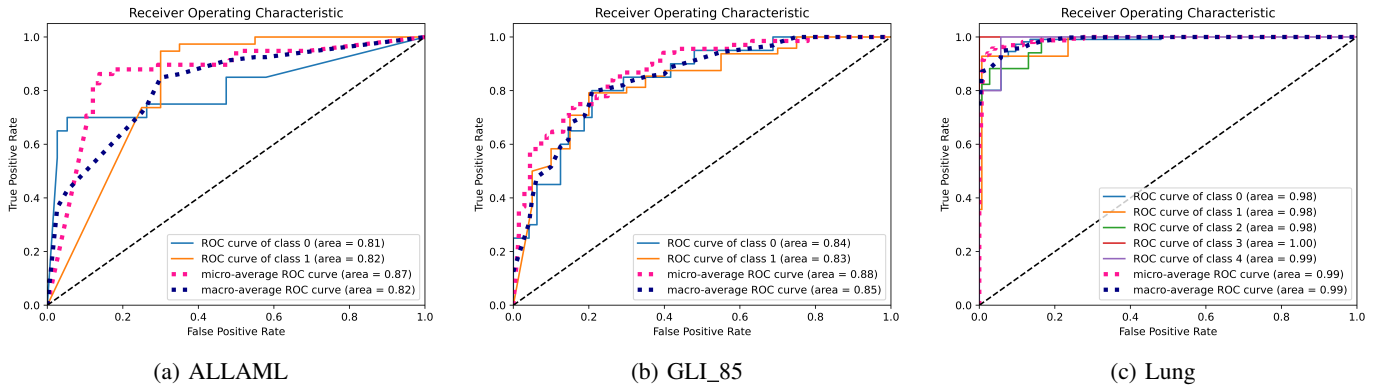 Receiver Operating Characteristic
1.0
0.8
0.6
0.4
0.2
0.0
True Positive Rate
ROC curve of class 0 (area = 0.81)
ROC curve of class 1 (area = 0.82)
micro-average ROC curve (area = 0.87)
macro-average ROC curve (area = 0.82)
0.0 0.2 0.4 0.6 0.8 1.0
False Positive Rate
(a) ALLAML
Receiver Operating Characteristic
1.0
0.8
0.6
0.4
0.2
0.0
True Positive Rate
ROC curve of class 0 (area = 0.84)
ROC curve of class 1 (area = 0.83)
micro-average ROC curve (area = 0.88)
macro-average ROC curve (area = 0.85)
0.0 0.2 0.4 0.6 0.8 1.0
False Positive Rate
(b) GLI_85
Receiver Operating Characteristic
1.0
0.8
0.6
0.4
0.2
0.0
True Positive Rate
ROC curve of class 0 (area = 0.98)
ROC curve of class 1 (area = 0.98)
ROC curve of class 2 (area = 0.98)
ROC curve of class 3 (area = 1.00)
ROC curve of class 4 (area = 0.99)
micro-average ROC curve (area = 0.99)
macro-average ROC curve (area = 0.99)
0.0 0.2 0.4 0.6 0.8 1.0
False Positive Rate
(c) Lung